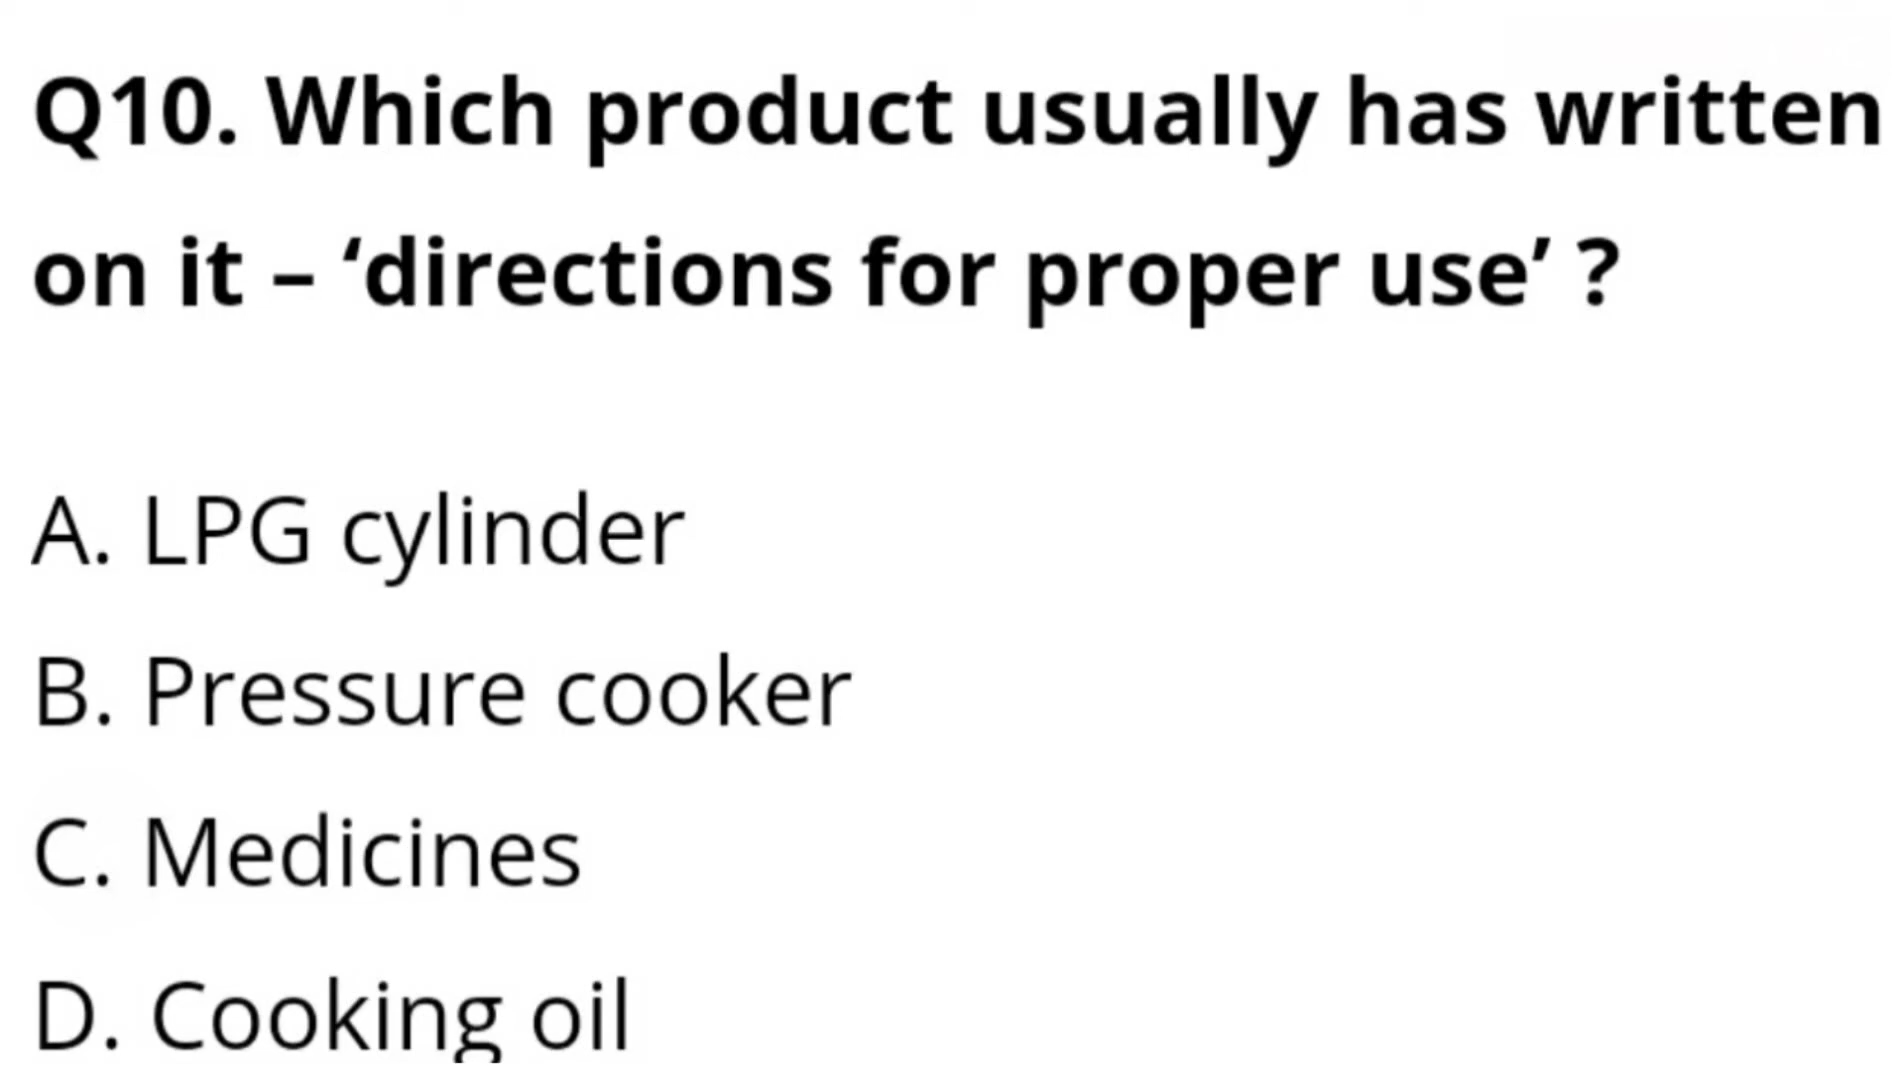 Q10. Which product usually has written
on it – ‘directions for proper use’ ?
A. LPG cylinder
B. Pressure cooker
C. Medicines
D. Cooking oil